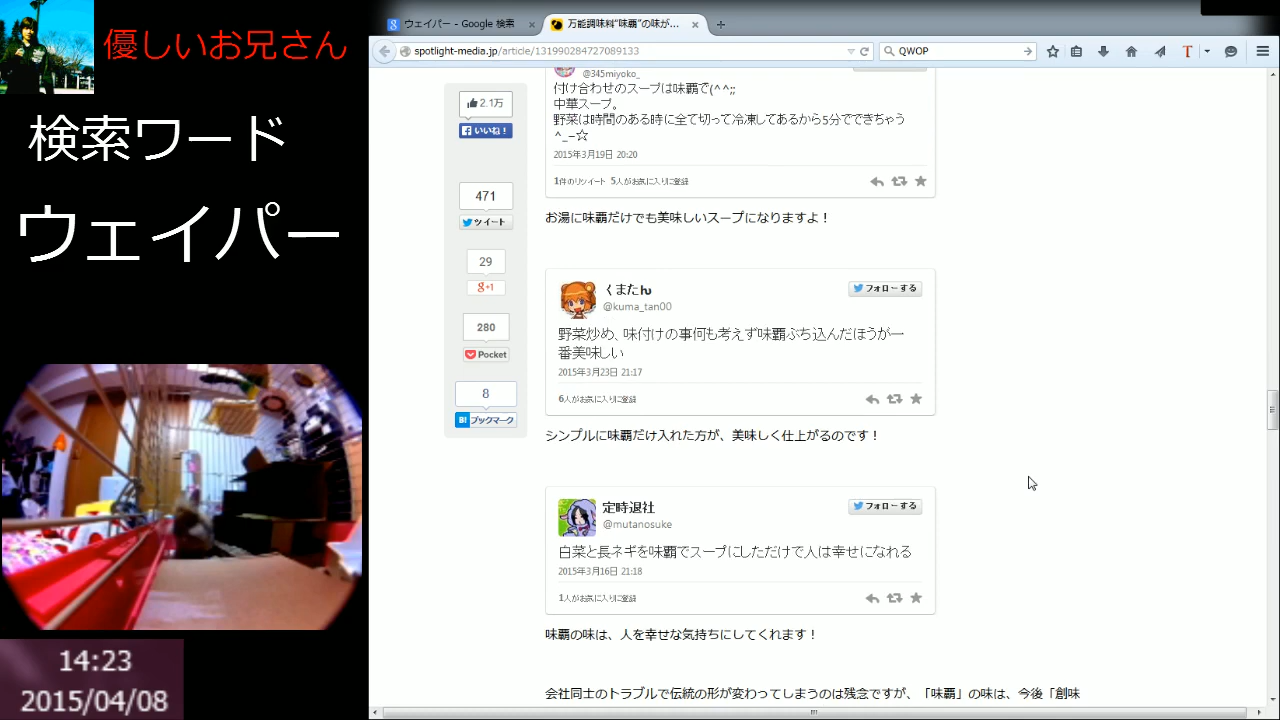 優しいお兄さん
検索ワード
ウェイパー
14:23
2015/04/08
ウェイパー - Google 検索
万能調味料“味覇”の味が...
spotlight-media.jp/article/131990284727089133
QWOP
2.1万
いいね！
471
ツイート
29
+1
280
Pocket
8
B! ブックマーク
@345miyoko_
付け合わせのスープは味覇で(^^;;
中華スープ。
野菜は時間のある時に全て切って冷凍してあるから5分でできちゃう
^_−☆
2015年3月19日 20:20
1件のリツイート 5人がお気に入りに登録
お湯に味覇だけでも美味しいスープになりますよ！
くまたん
フォローする
@kuma_tan00
野菜炒め、味付けの事何も考えず味覇ぶち込んだほうが一
番美味しい
2015年3月23日 21:17
6人がお気に入りに登録
シンプルに味覇だけ入れた方が、美味しく仕上がるのです！
定時退社
フォローする
@mutanosuke
白菜と長ネギを味覇でスープにしただけで人は幸せになれる
2015年3月16日 21:18
1人がお気に入りに登録
味覇の味は、人を幸せな気持ちにしてくれます！
会社同士のトラブルで伝統の形が変わってしまうのは残念ですが、「味覇」の味は、今後「創味